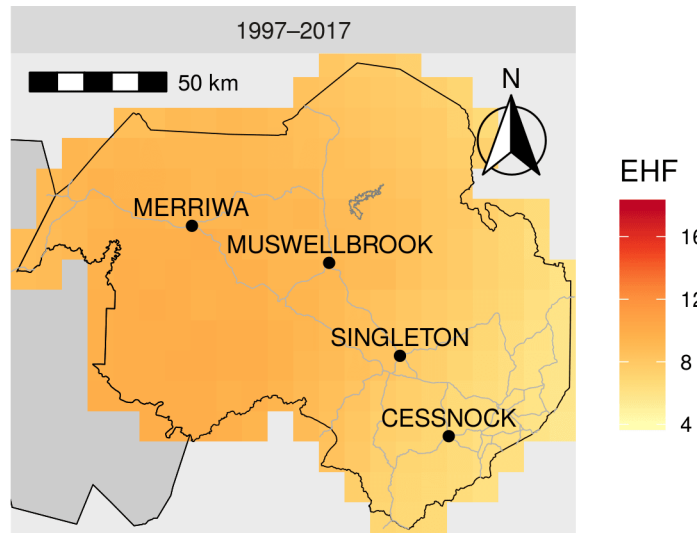 1997–2017
50 km
N
EHF
MERRIWA
16
MUSWELLBROOK
12
SINGLETON
8
CESSNOCK
4